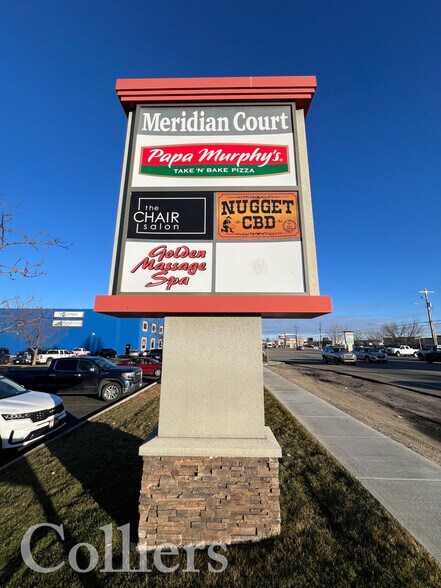 Meridian Court
Papa Murphy's®
TAKE 'N' BAKE PIZZA
the
CHAIR
salon
NUGGET
CBD
Golden
Massage
Spa
Colliers